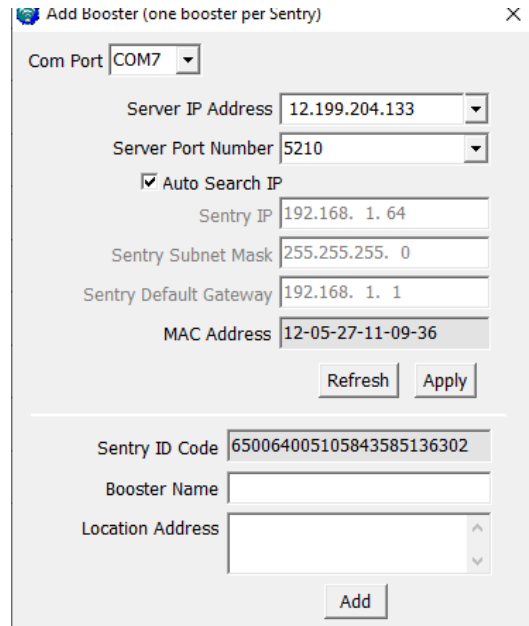 Add Booster (one booster per Sentry)
Com Port COM7
Server IP Address 12.199.204.133
Server Port Number 5210
Auto Search IP
Sentry IP 192.168. 1. 64
Sentry Subnet Mask 255.255.255. 0
Sentry Default Gateway 192.168. 1. 1
MAC Address 12-05-27-11-09-36
Refresh Apply
Sentry ID Code 650064005105843585136302
Booster Name
Location Address
Add